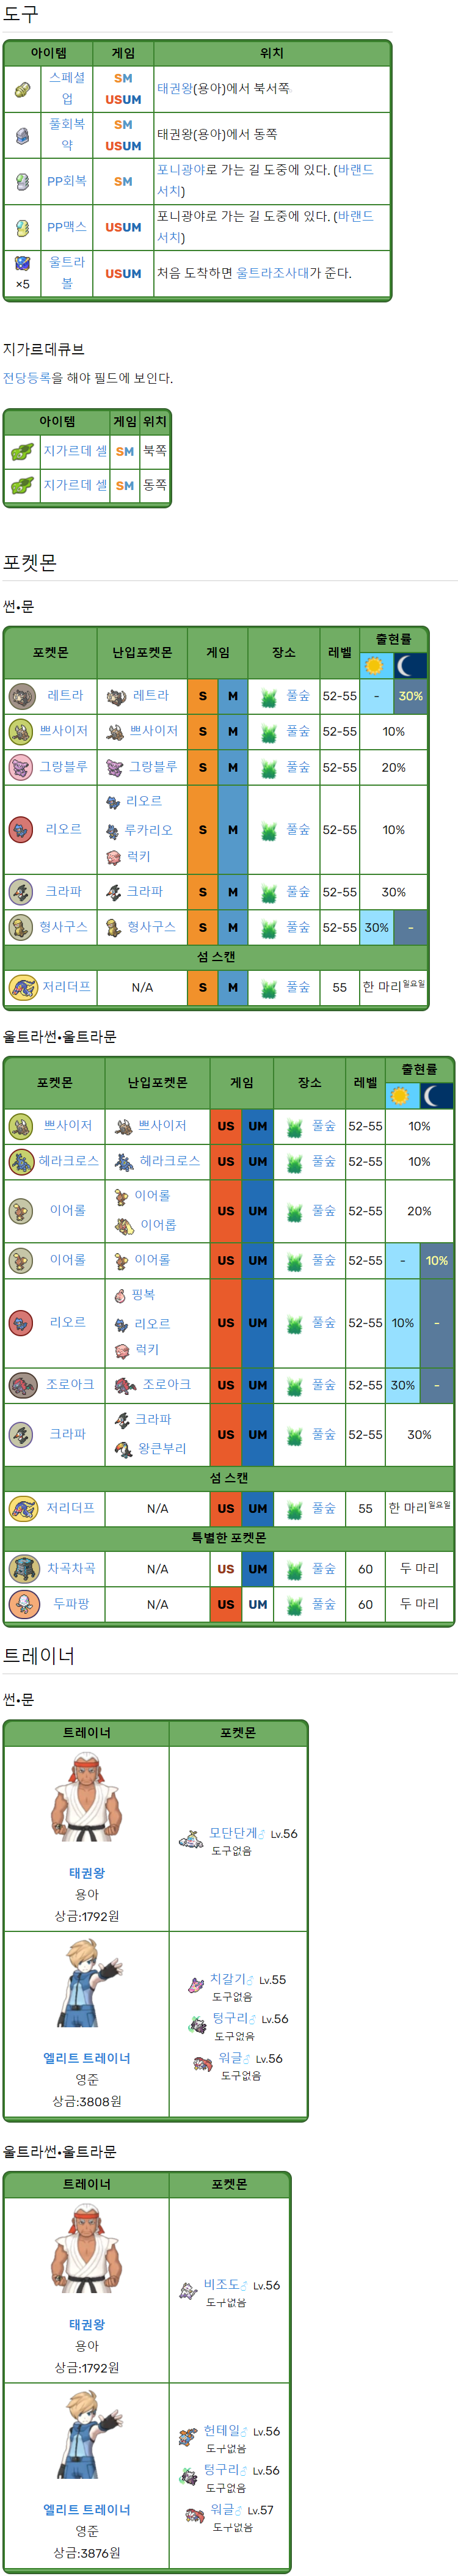 도구
아이템 게임 위치
스페셜업 SM USUM 태권왕(용아)에서 북서쪽
풀회복약 SM USUM 태권왕(용아)에서 동쪽
PP회복 SM 포니광야로 가는 길 도중에 있다. (바랜드서치)
PP맥스 USUM 포니광야로 가는 길 도중에 있다. (바랜드서치)
×5 울트라볼 USUM 처음 도착하면 울트라조사대가 준다.
지가르데큐브
전당등록을 해야 필드에 보인다.
아이템 게임 위치
지가르데 셀 SM 북쪽
지가르데 셀 SM 동쪽
포켓몬
썬•문
포켓몬 난입포켓몬 게임 장소 레벨 출현률
레트라 레트라 S M 풀숲 52-55 - 30%
쁘사이저 쁘사이저 S M 풀숲 52-55 10%
그랑블루 그랑블루 S M 풀숲 52-55 20%
리오르 리오르 루카리오 럭키 S M 풀숲 52-55 10%
크라파 크라파 S M 풀숲 52-55 30%
형사구스 형사구스 S M 풀숲 52-55 30% -
섬 스캔
저리더프 N/A S M 풀숲 55 한 마리일요일
울트라썬•울트라문
포켓몬 난입포켓몬 게임 장소 레벨 출현률
쁘사이저 쁘사이저 US UM 풀숲 52-55 10%
헤라크로스 헤라크로스 US UM 풀숲 52-55 10%
이어롤 이어롤 이어롭 US UM 풀숲 52-55 20%
이어롤 이어롤 US UM 풀숲 52-55 - 10%
리오르 핑복 리오르 럭키 US UM 풀숲 52-55 10% -
조로아크 조로아크 US UM 풀숲 52-55 30% -
크라파 크라파 왕큰부리 US UM 풀숲 52-55 30%
섬 스캔
저리더프 N/A US UM 풀숲 55 한 마리일요일
특별한 포켓몬
차곡차곡 N/A US UM 풀숲 60 두 마리
두파팡 N/A US UM 풀숲 60 두 마리
트레이너
썬•문
트레이너 포켓몬
태권왕
용아
상금:1792원
모단단게♂ Lv.56
도구없음
엘리트 트레이너
영준
상금:3808원
치갈기♂ Lv.55
도구없음
텅구리♂ Lv.56
도구없음
워글♂ Lv.56
도구없음
울트라썬•울트라문
트레이너 포켓몬
태권왕
용아
상금:1792원
비조도♂ Lv.56
도구없음
엘리트 트레이너
영준
상금:3876원
헌테일♂ Lv.56
도구없음
텅구리♂ Lv.56
도구없음
워글♂ Lv.57
도구없음